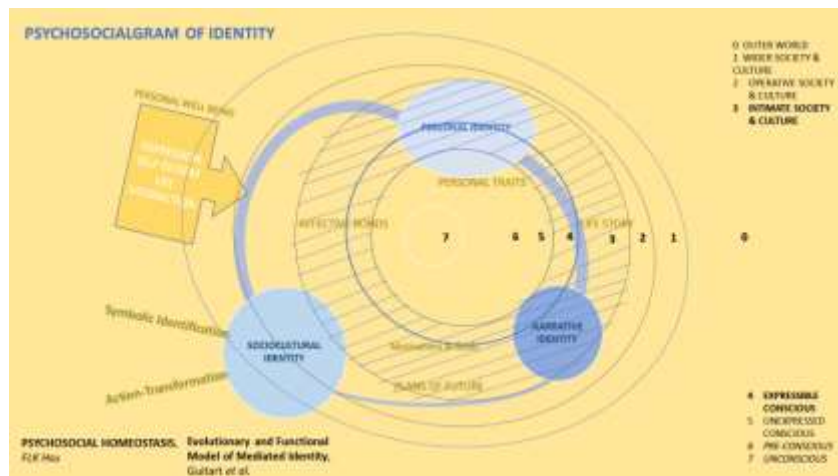 PSYCHOSOCIALGRAM OF IDENTITY
0 OUTER WORLD
1 WIDER SOCIETY &
CULTURE
2 OPERATIVE SOCIETY
& CULTURE
3 INTIMATE SOCIETY
& CULTURE
PERSONAL WELL BEING
PERSONAL IDENTITY
PERSONAL TRAITS
AFFECTIVE BONDS
LIFE STORY
7 6 5 4 3 2 1 0
Symbolic Identification
SOCIOCULTURAL
IDENTITY
NARRATIVE
IDENTITY
Action-Transformation
PLANS OF FUTURE
4 EXPRESSIBLE
CONSCIOUS
5 UNEXPRESSED
CONSCIOUS
6 PRE-CONSCIOUS
7 UNCONSCIOUS
PSYCHOSOCIAL HOMEOSTASIS.
FLK Hsu
Evolutionary and Functional
Model of Mediated Identity.
Guitart et al.